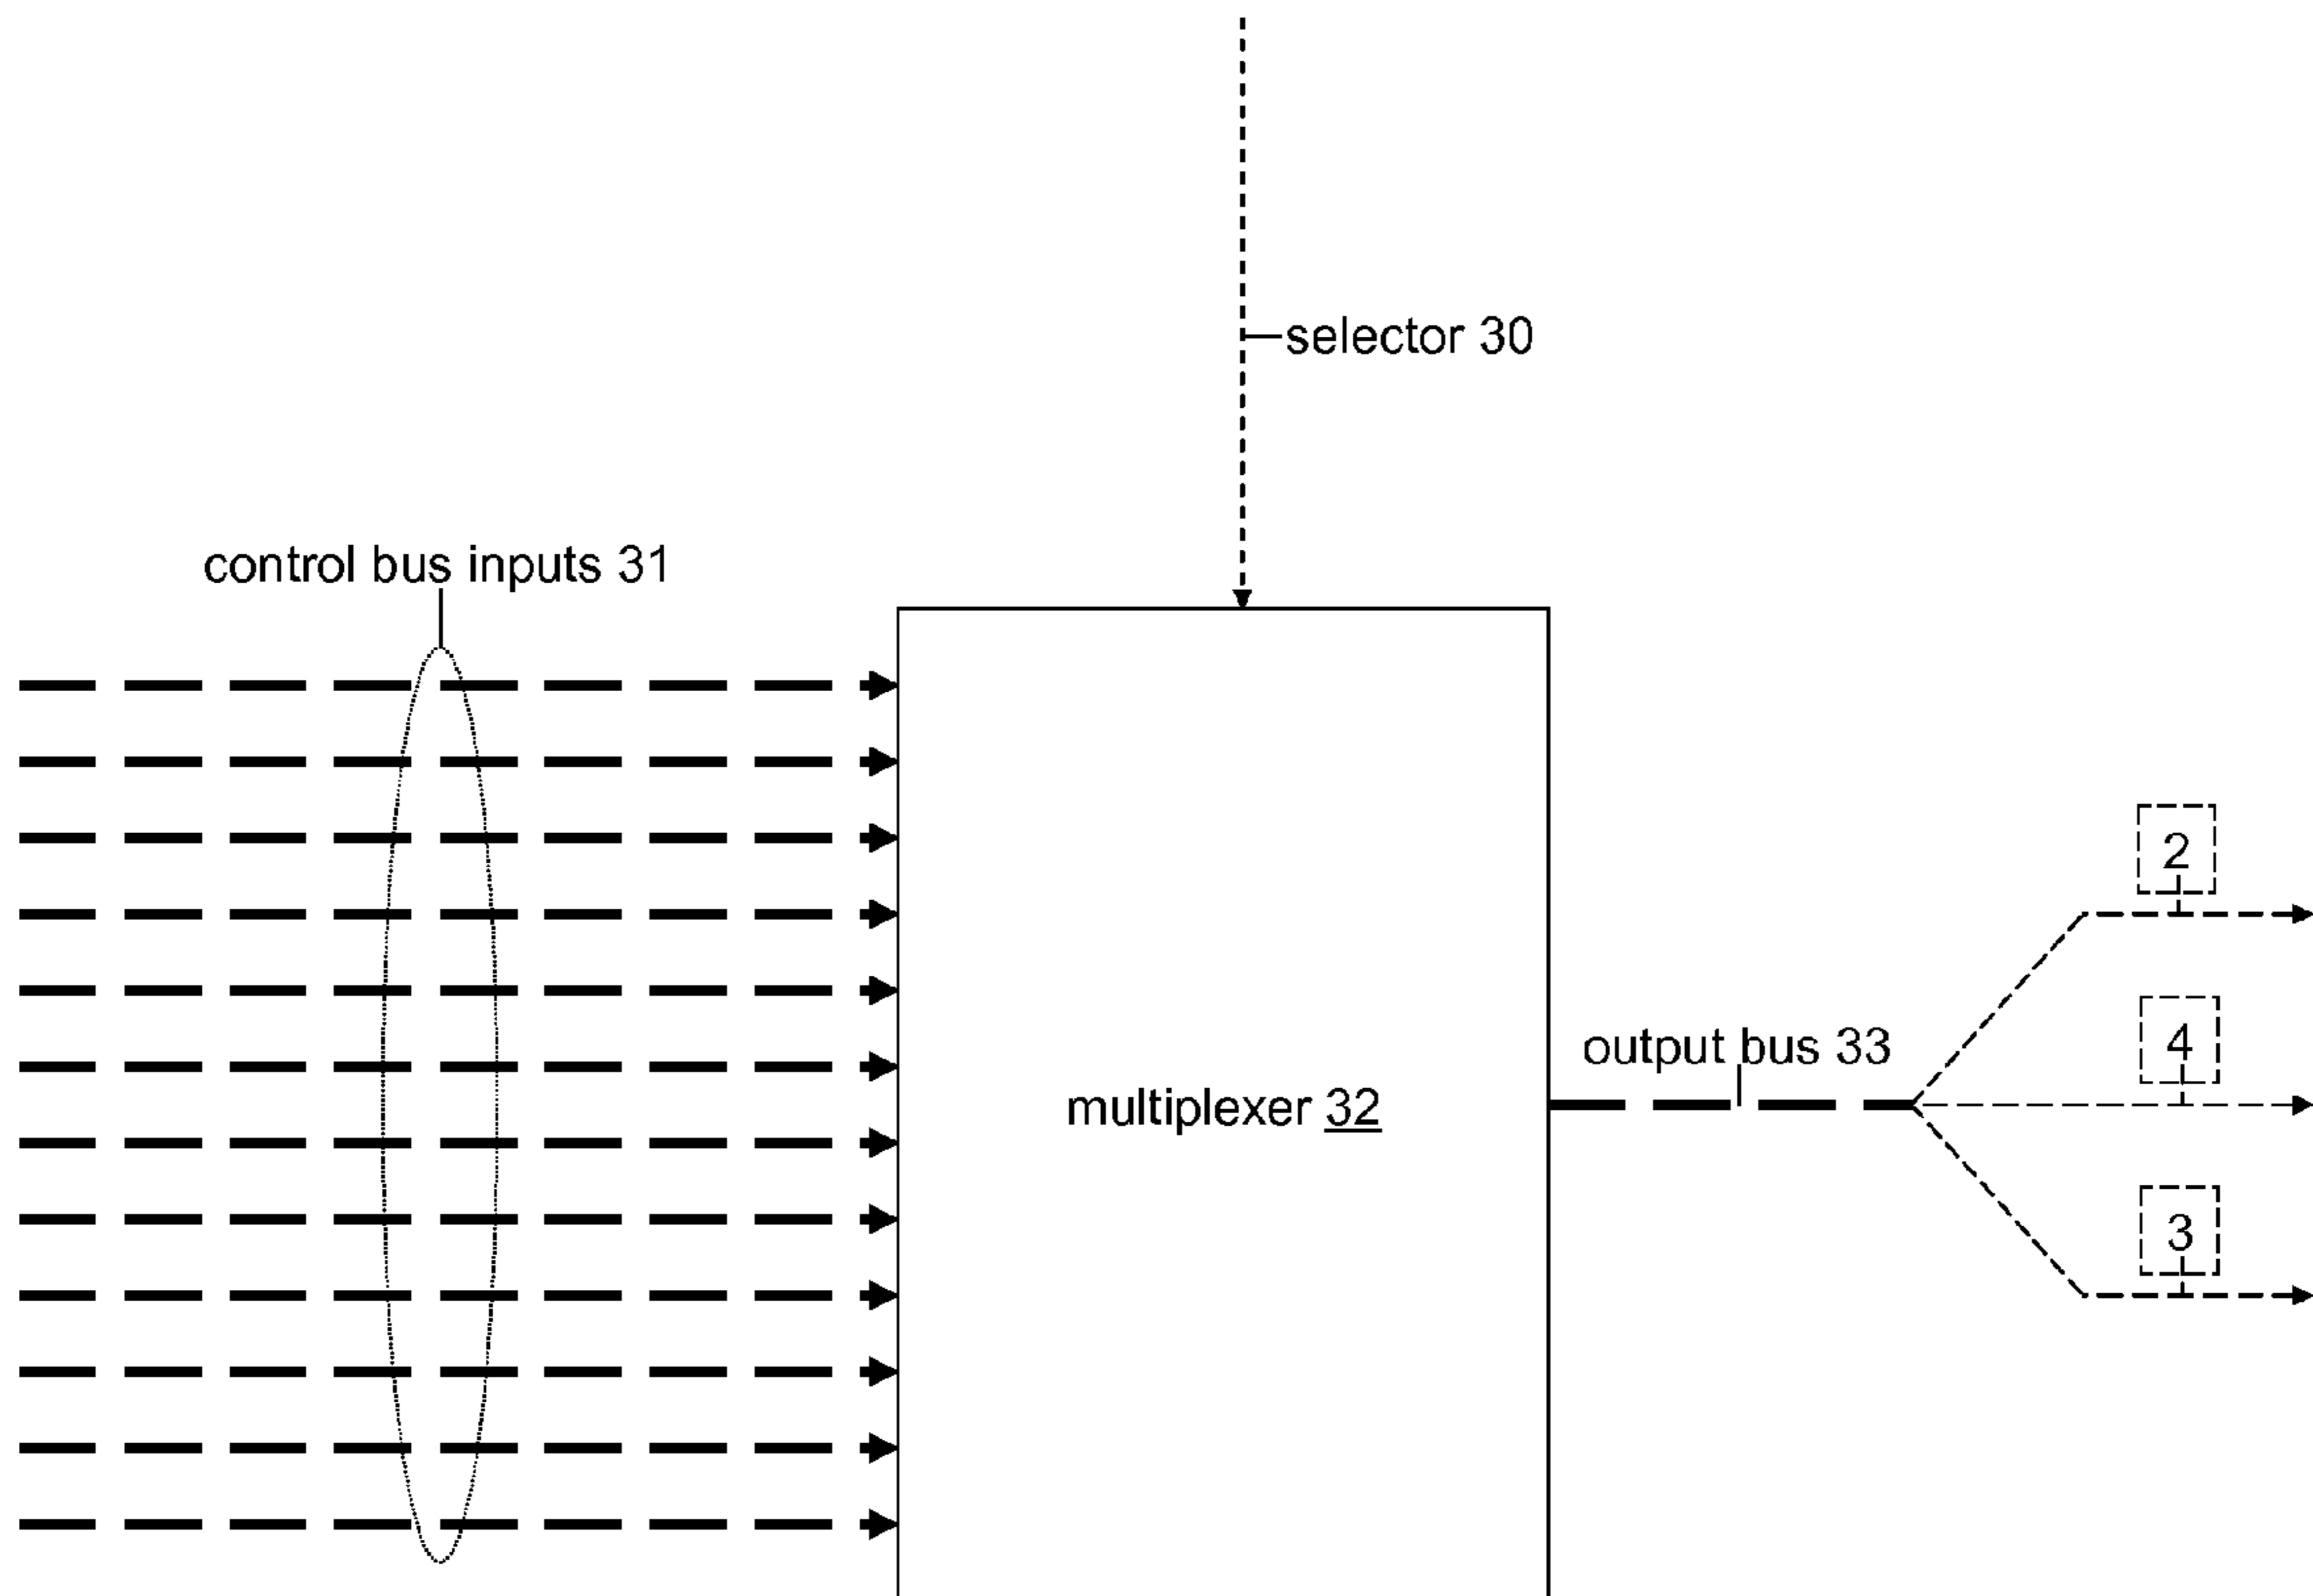 selector 30
control bus inputs 31
multiplexer 32
output bus 33
2
4
3